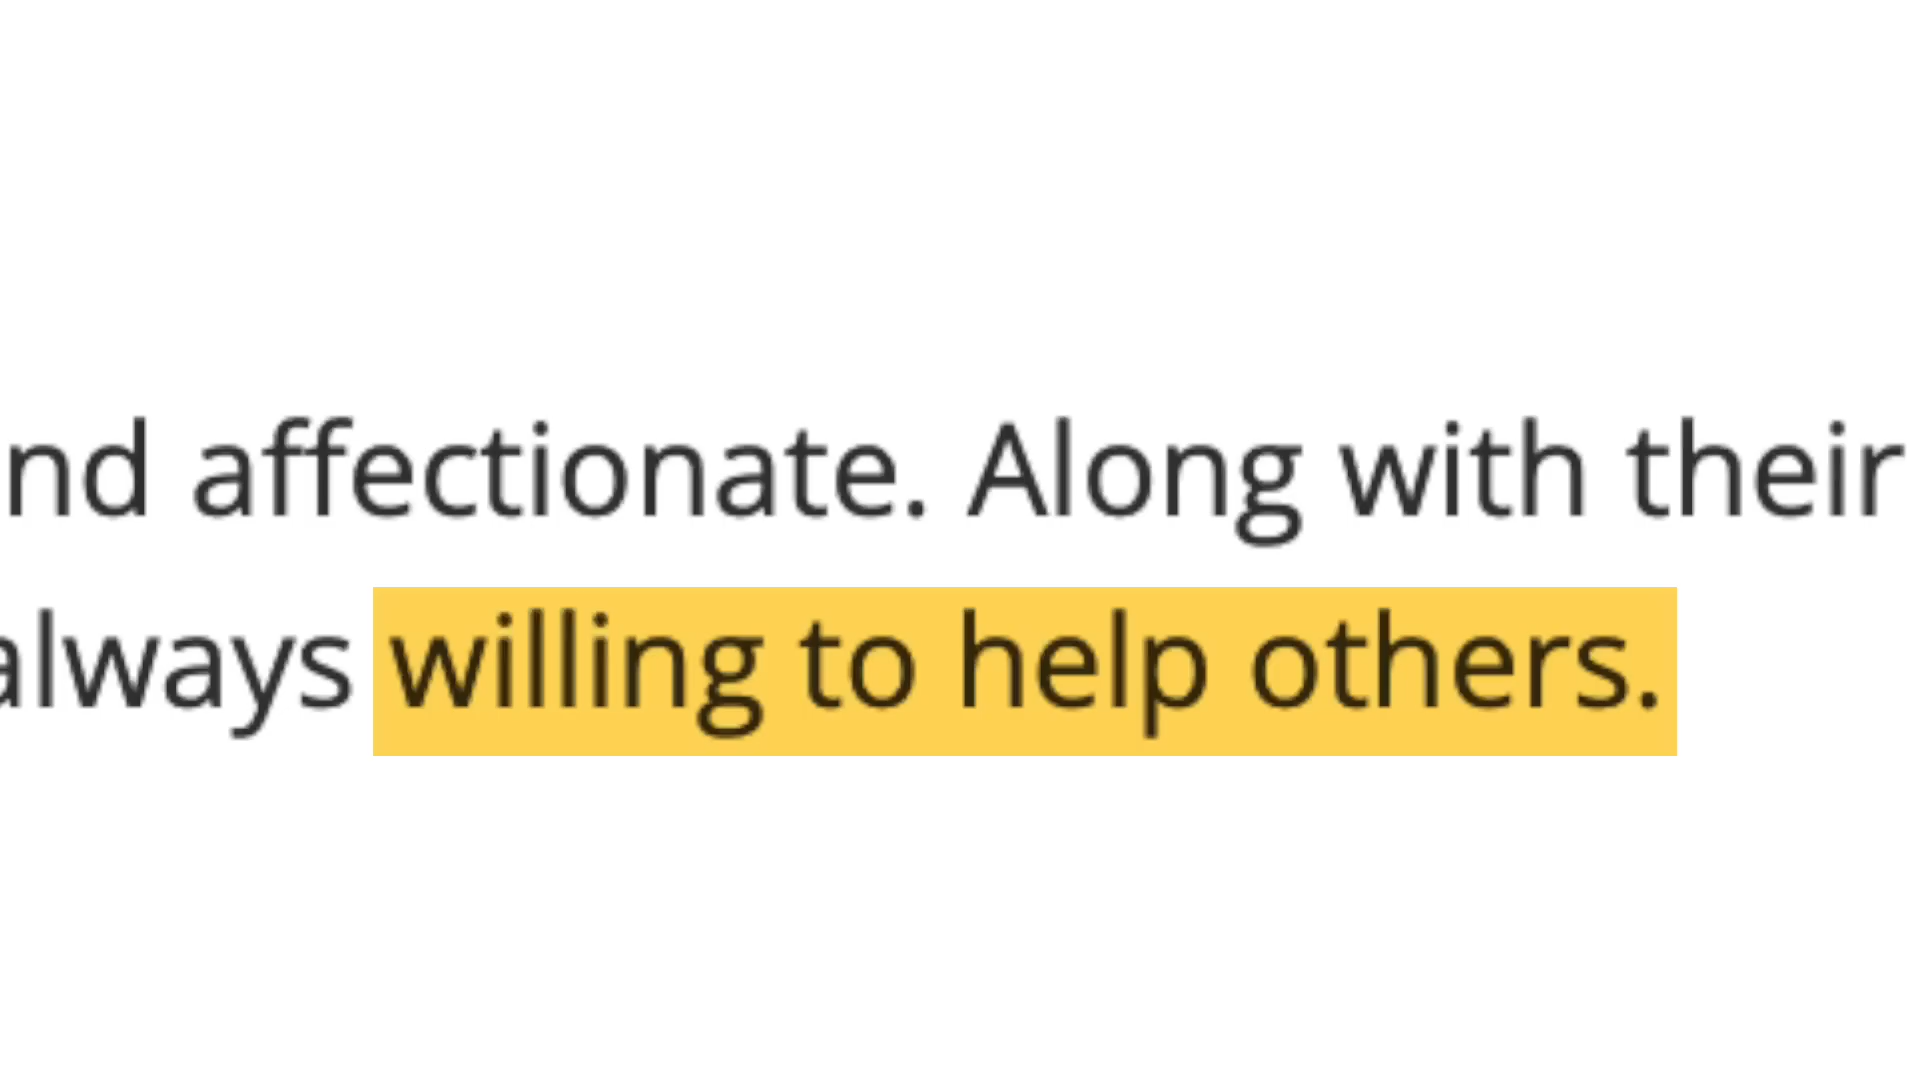 nd affectionate. Along with their
always willing to help others.